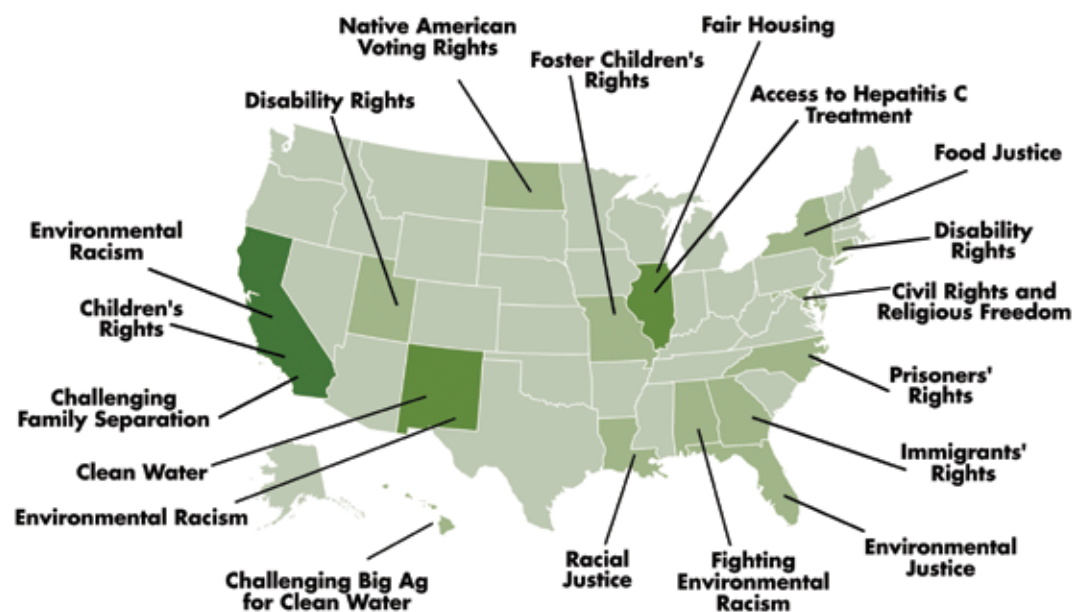 Native American
Voting Rights
Fair Housing
Foster Children's
Rights
Disability Rights
Access to Hepatitis C
Treatment
Food Justice
Environmental
Racism
Disability
Rights
Children's
Rights
Civil Rights and
Religious Freedom
Challenging
Family Separation
Prisoners'
Rights
Clean Water
Immigrants'
Rights
Environmental Racism
Challenging Big Ag
for Clean Water
Racial
Justice
Fighting
Environmental
Racism
Environmental
Justice